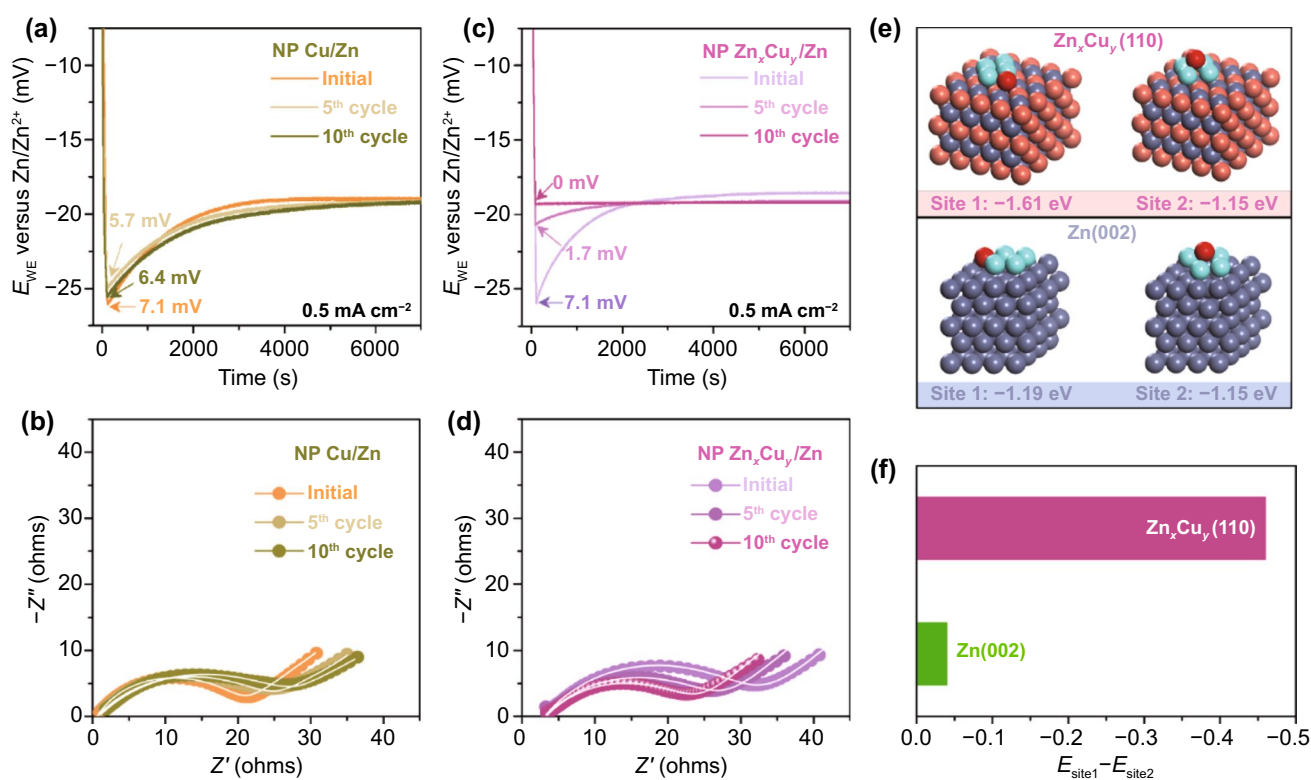 (a)
NP Cu/Zn
Initial
5th cycle
10th cycle
5.7 mV
6.4 mV
7.1 mV
0.5 mA cm⁻²
−10
−15
−20
−25
EWE versus Zn/Zn²⁺ (mV)
0 2000 4000 6000
Time (s)
(c)
NP ZnxCuy/Zn
Initial
5th cycle
10th cycle
0 mV
1.7 mV
7.1 mV
0.5 mA cm⁻²
−10
−15
−20
−25
EWE versus Zn/Zn²⁺ (mV)
0 2000 4000 6000
Time (s)
(e)
ZnxCuy(110)
Site 1: −1.61 eV Site 2: −1.15 eV
Zn(002)
Site 1: −1.19 eV Site 2: −1.15 eV
(b)
NP Cu/Zn
Initial
5th cycle
10th cycle
40
30
20
10
0
−Z″ (ohms)
0 10 20 30 40
Z′ (ohms)
(d)
NP ZnxCuy/Zn
Initial
5th cycle
10th cycle
40
30
20
10
0
−Z″ (ohms)
0 10 20 30 40
Z′ (ohms)
(f)
ZnxCuy(110)
Zn(002)
0.0 −0.1 −0.2 −0.3 −0.4 −0.5
Esite1−Esite2